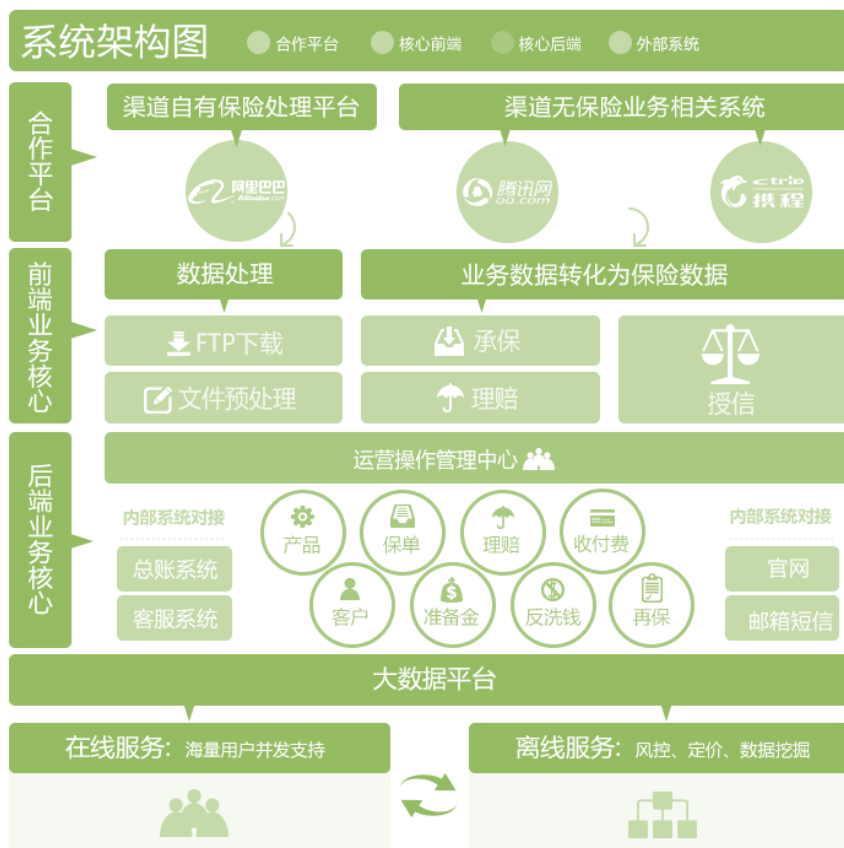 系统架构图
合作平台
核心前端
核心后端
外部系统
合作平台
渠道自有保险处理平台
渠道无保险业务相关系统
阿里巴巴
Alibaba.com
腾讯网
QQ.com
Ctrip
携程
前端业务核心
数据处理
业务数据转化为保险数据
FTP下载
承保
授信
文件预处理
理赔
后端业务核心
运营操作管理中心
内部系统对接
总账系统
客服系统
产品
保单
理赔
收付费
客户
准备金
反洗钱
再保
内部系统对接
官网
邮箱短信
大数据平台
在线服务：海量用户并发支持
离线服务：风控、定价、数据挖掘